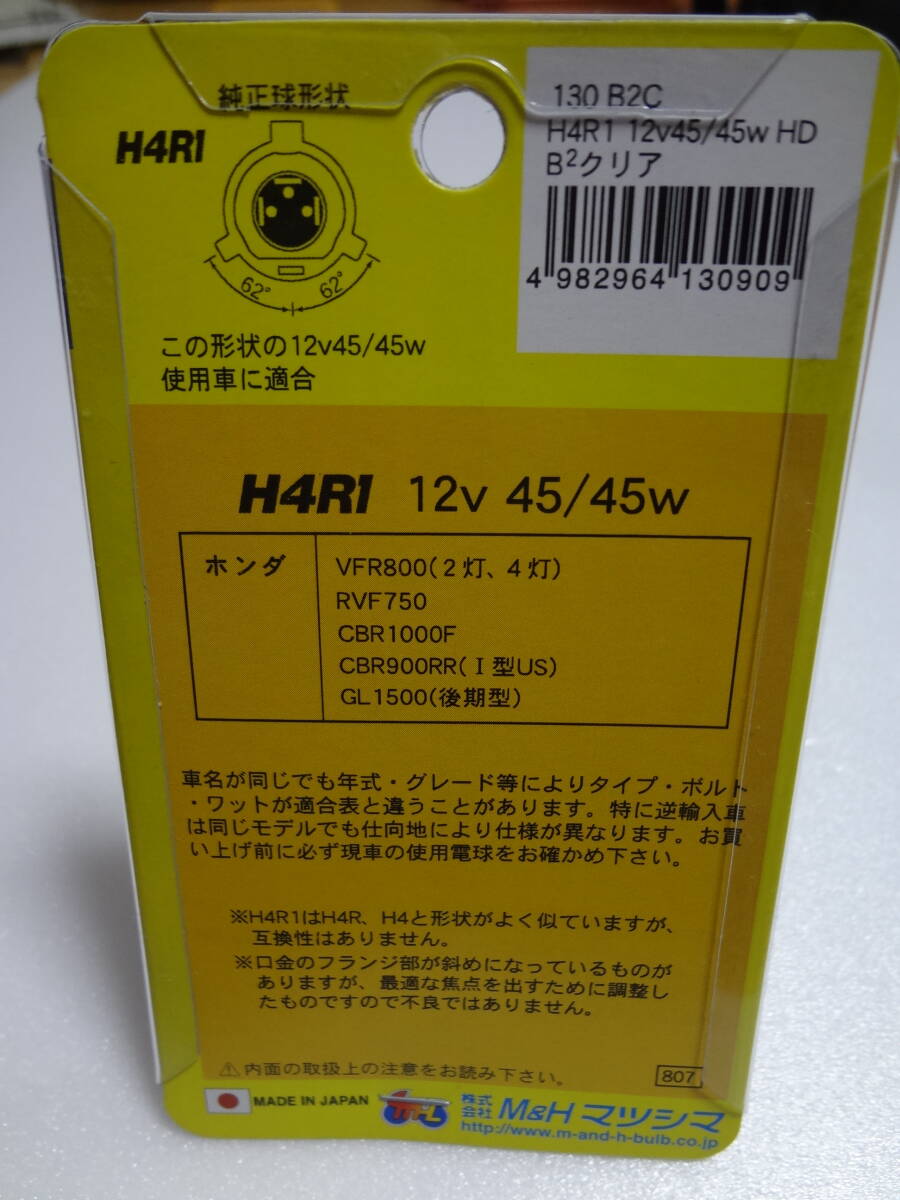 純正球形状
H4R1
62°
62°
この形状の12v45/45w
使用車に適合
130 B2C
H4R1 12v45/45w HD
B²クリア
4 982964 130909
H4R1 12v 45/45w
ホンダ
VFR800(2灯、4灯)
RVF750
CBR1000F
CBR900RR(Ⅰ型US)
GL1500(後期型)
車名が同じでも年式・グレード等によりタイプ・ボルト
・ワットが適合表と違うことがあります。特に逆輸入車
は同じモデルでも仕向地により仕様が異なります。お買
い上げ前に必ず現車の使用電球をお確かめ下さい。
※H4R1はH4R、H4と形状がよく似ていますが、
互換性はありません。
※口金のフランジ部が斜めになっているものが
ありますが、最適な焦点を出すために調整し
たものですので不良ではありません。
⚠内面の取扱上の注意をお読み下さい。
807
MADE IN JAPAN
株式
会社 M&H マツシマ
http://www.m-and-h-bulb.co.jp